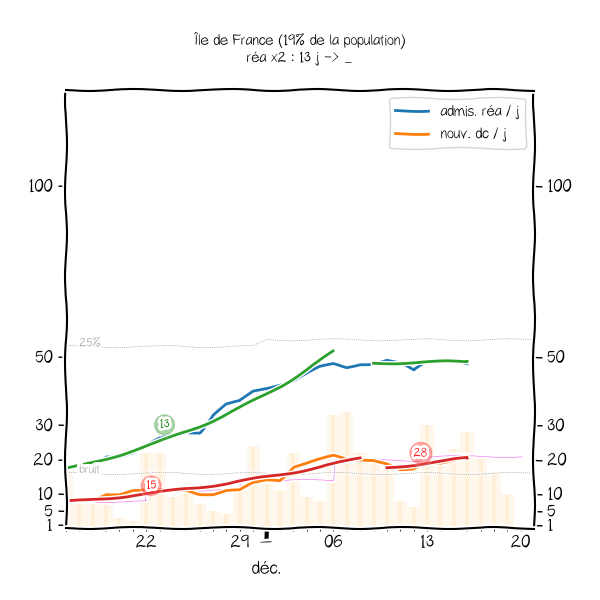 Île de France (19% de la population)
réa x2 : 13 j -> _
admis. réa / j
nouv. dc / j
100 100
25%
50 50
13
30 30
28
20 20
bruit
15
10 10
5 5
1 1
22 29 06 13 20
déc.